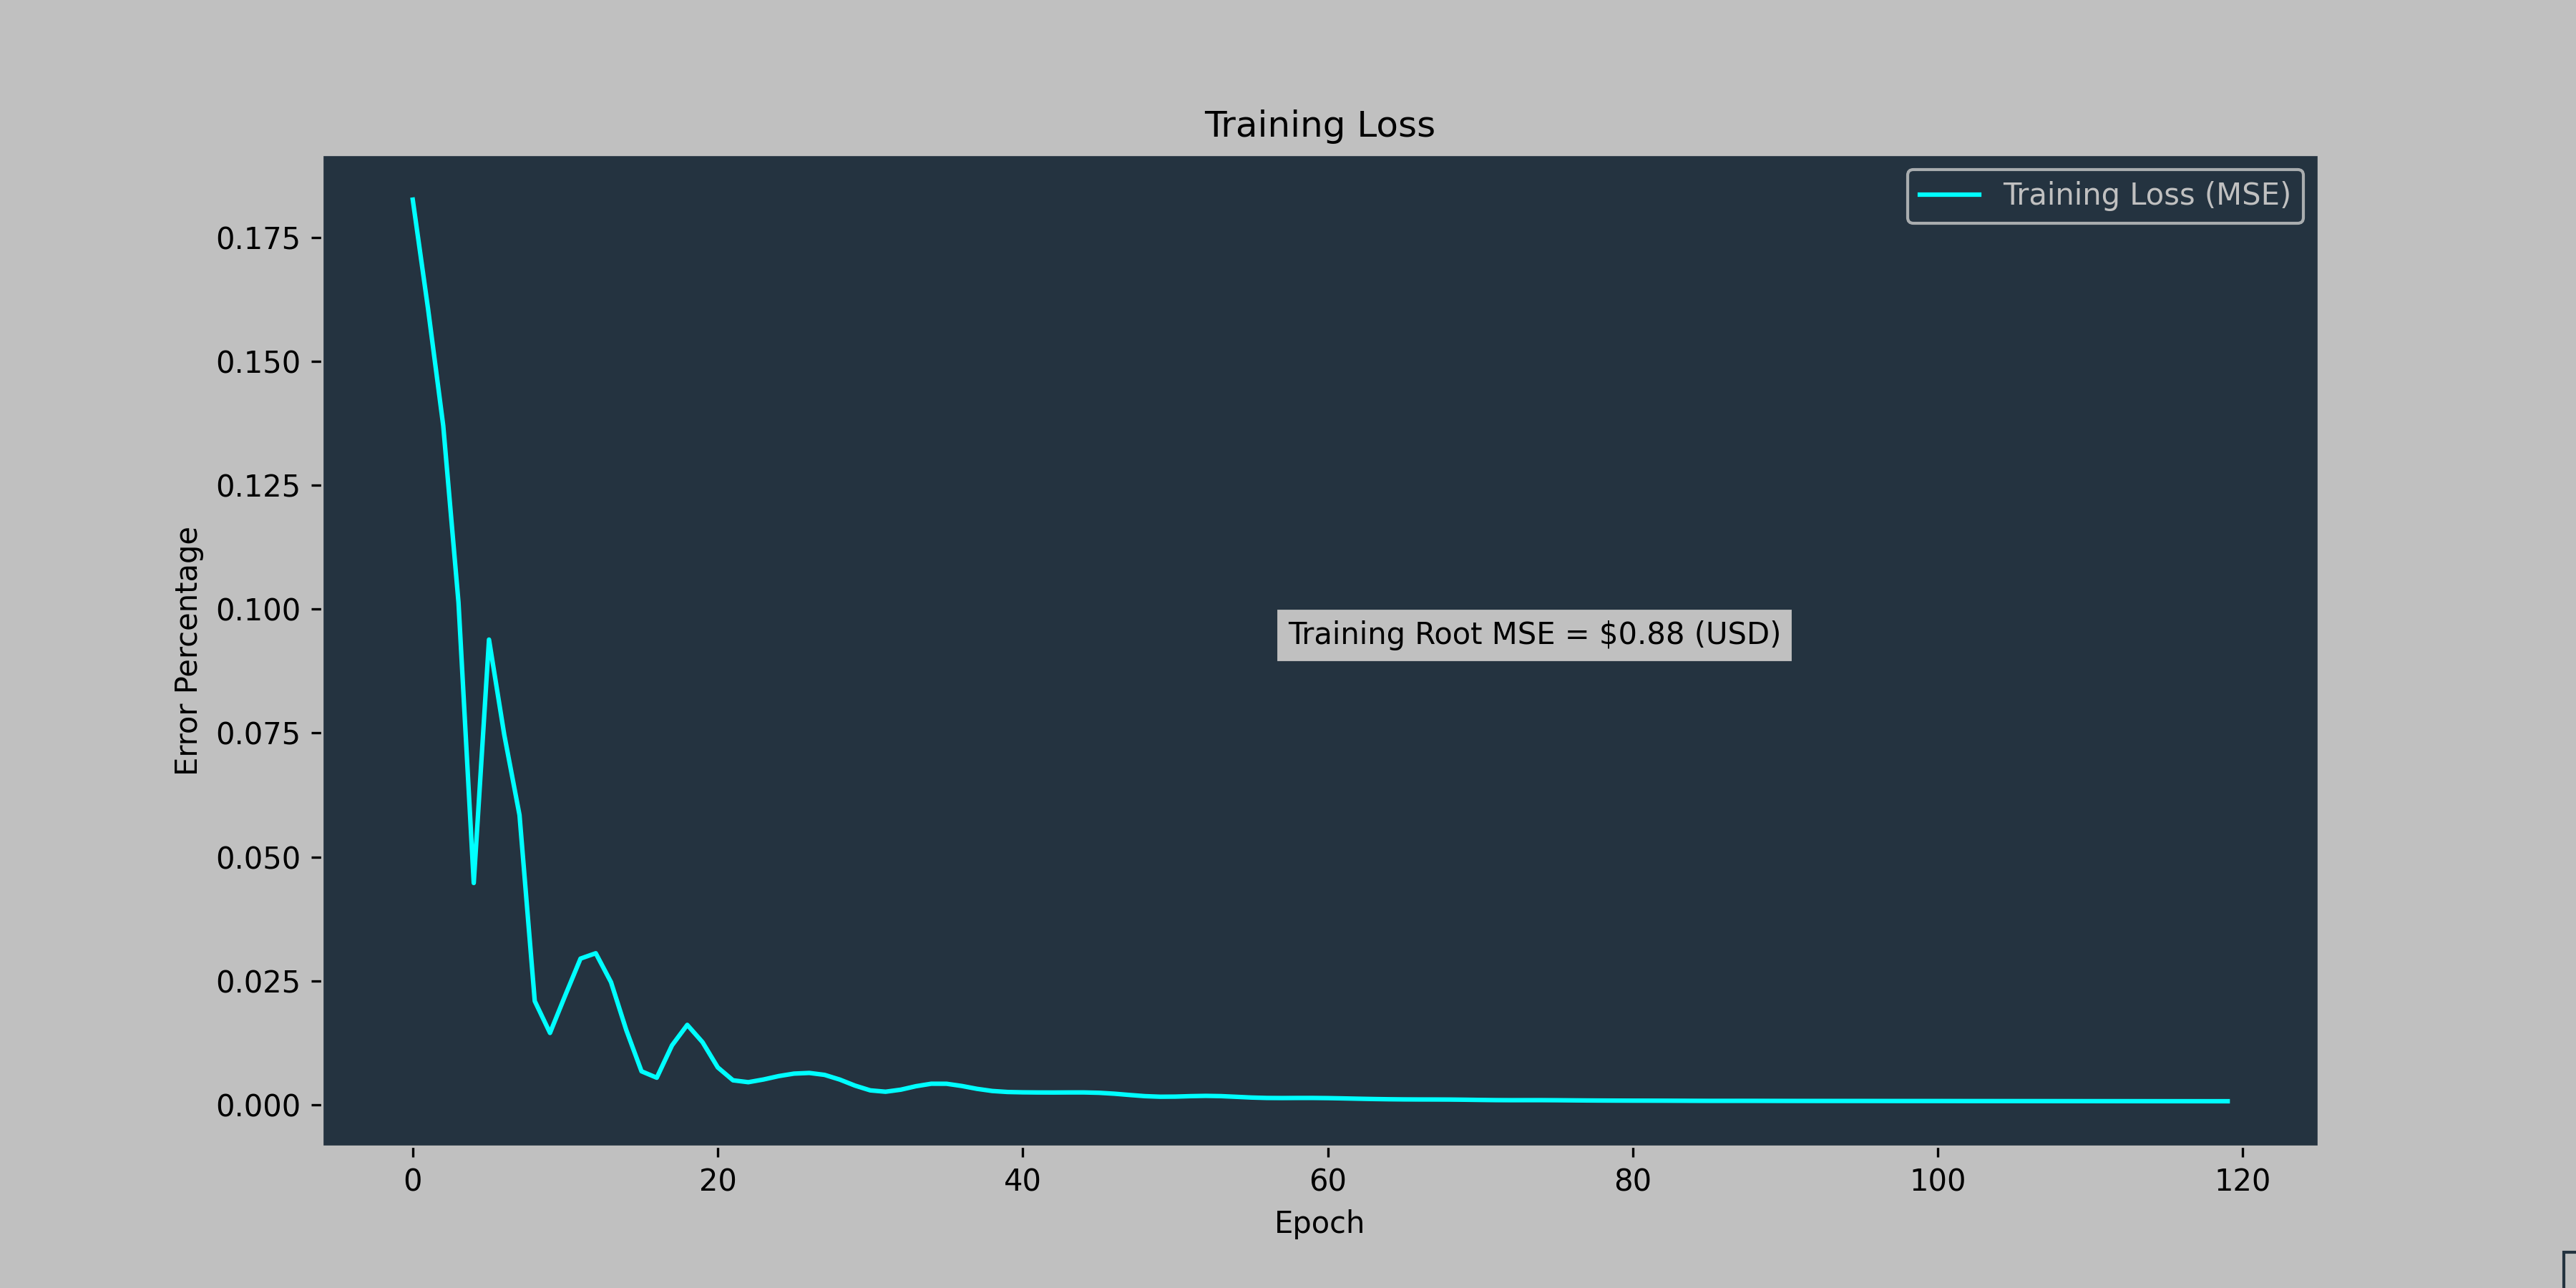 Training Loss
Training Loss (MSE)
0.175
0.150
0.125
0.100
0.075
0.050
0.025
0.000
Error Percentage
Training Root MSE = $0.88 (USD)
0 20 40 60 80 100 120
Epoch